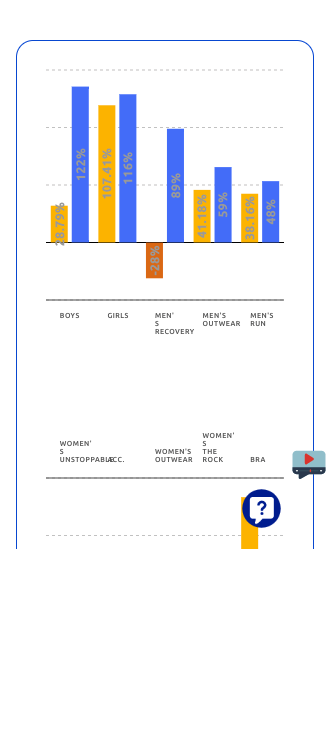 28.79%
122%
107.41%
116%
-28%
89%
41.18%
59%
38.16%
48%
BOYS
GIRLS
MEN'
S
RECOVERY
MEN'S
OUTWEAR
MEN'S
RUN
WOMEN'
S
UNSTOPPABLE
ACC.
WOMEN'S
OUTWEAR
WOMEN'
S
THE
ROCK
BRA
?